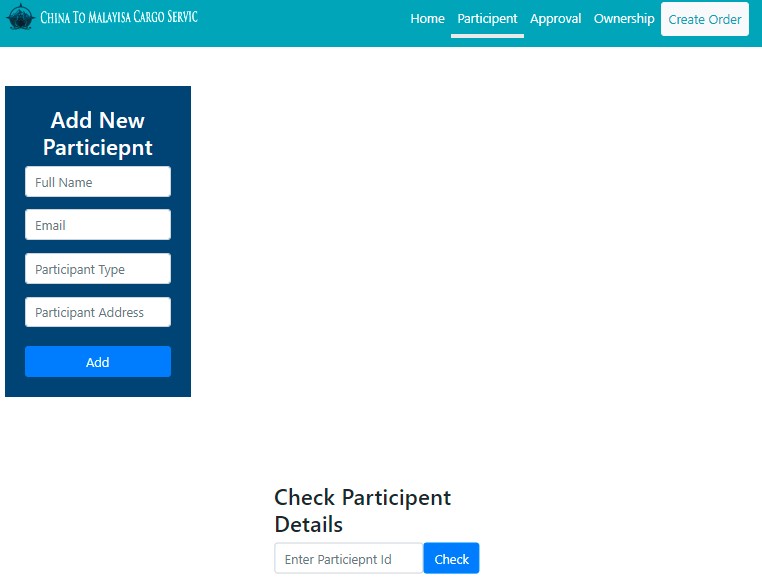 China To Malayisa Cargo Servic
Home Participent Approval Ownership Create Order
Add New
Particiepnt
Full Name
Email
Participant Type
Participant Address
Add
Check Participent
Details
Enter Particiepnt Id Check